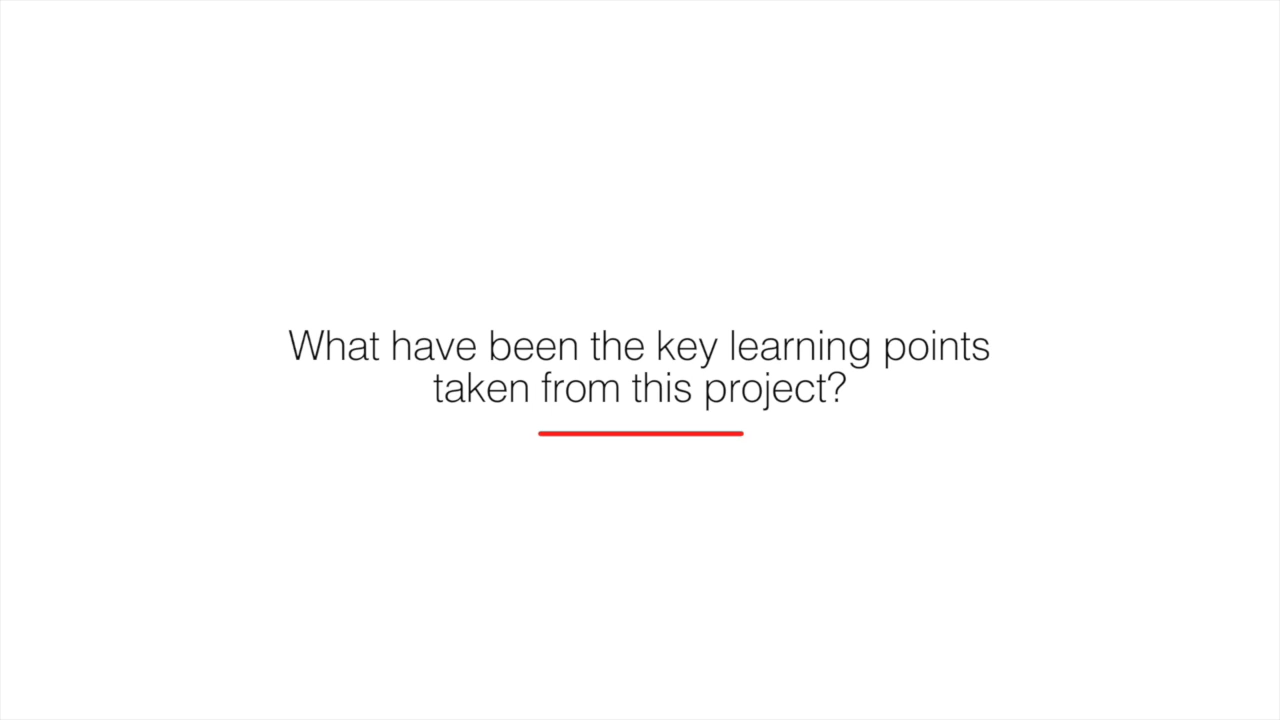 What have been the key learning points
taken from this project?